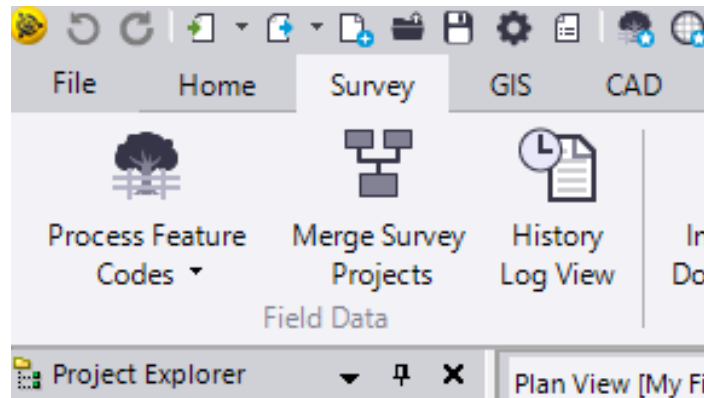 File Home Survey GIS CAD
Process Feature Merge Survey History
Codes Projects Log View
Field Data
Project Explorer
Plan View [My Fi